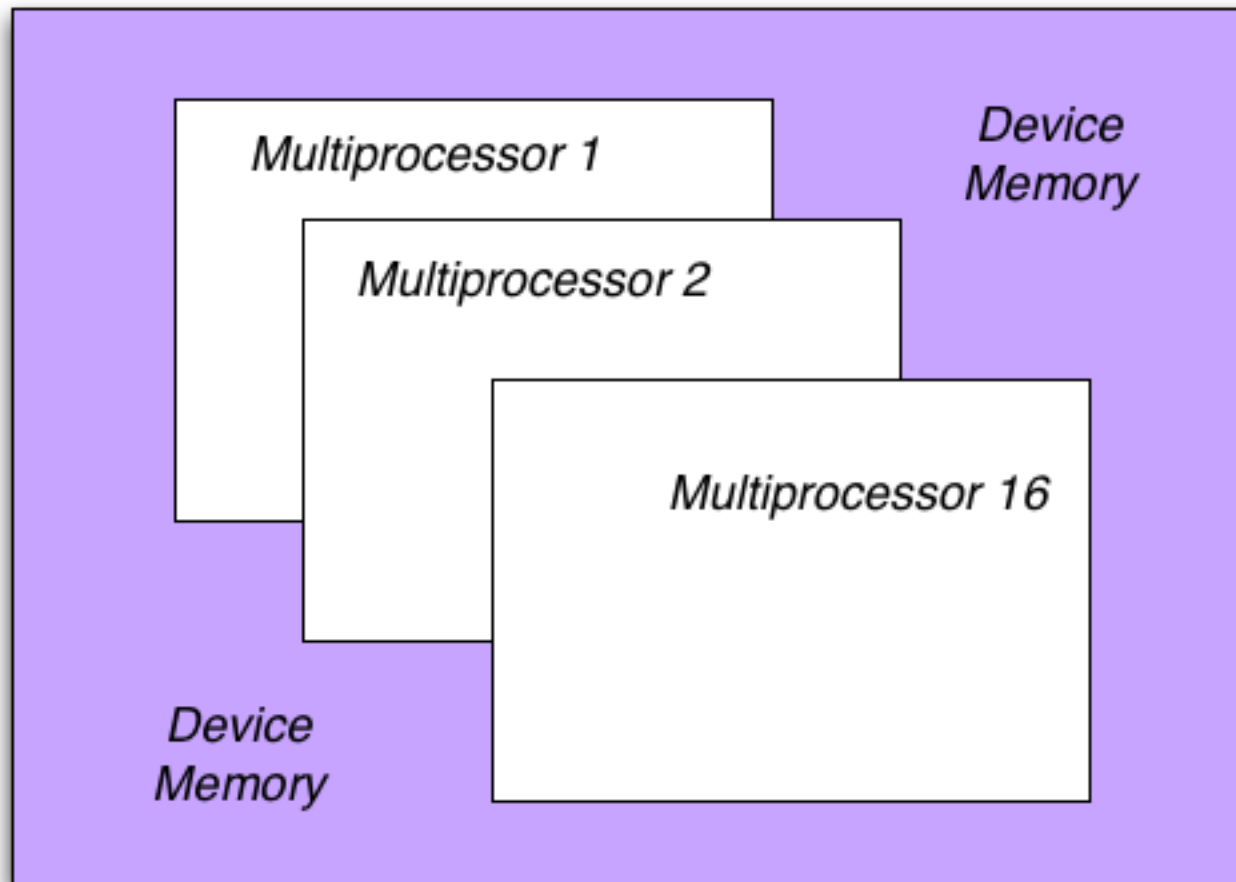 Device
Memory
Multiprocessor 1
Multiprocessor 2
Multiprocessor 16
Device
Memory